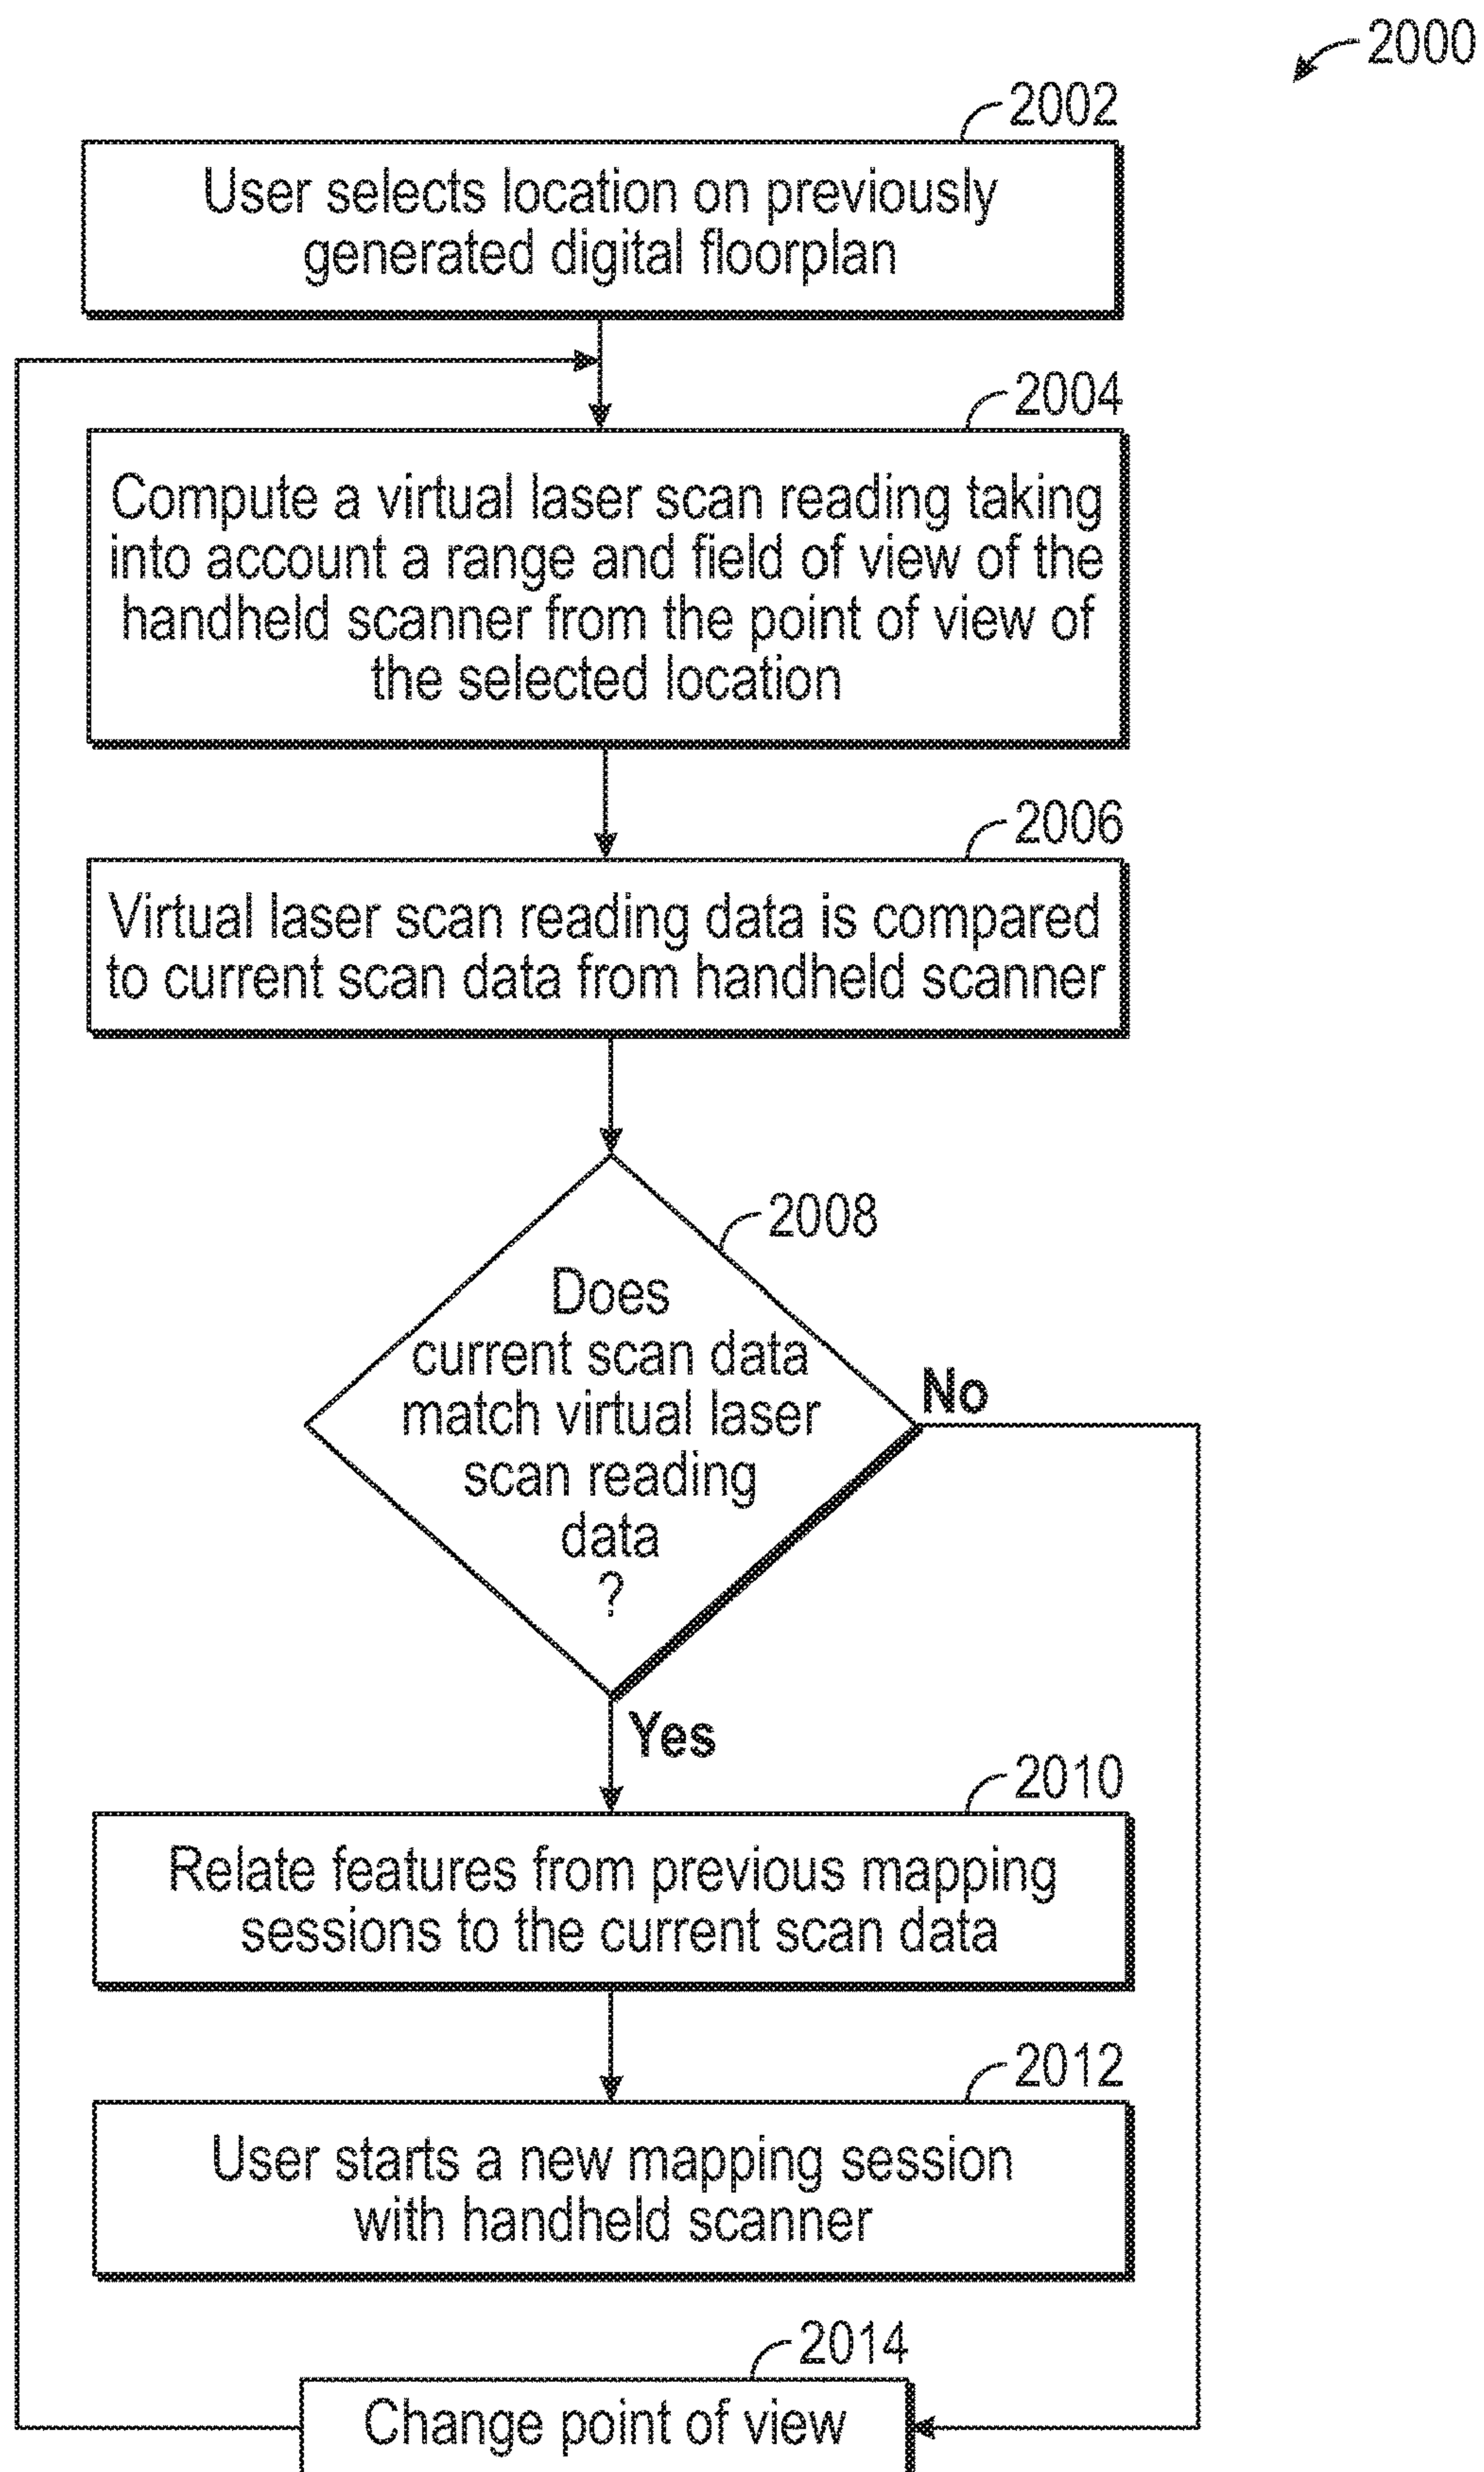 2000
2002
User selects location on previously
generated digital floorplan
2004
Compute a virtual laser scan reading taking
into account a range and field of view of the
handheld scanner from the point of view of
the selected location
2006
Virtual laser scan reading data is compared
to current scan data from handheld scanner
2008
Does
current scan data
match virtual laser
scan reading
data
?
No
Yes
2010
Relate features from previous mapping
sessions to the current scan data
2012
User starts a new mapping session
with handheld scanner
2014
Change point of view